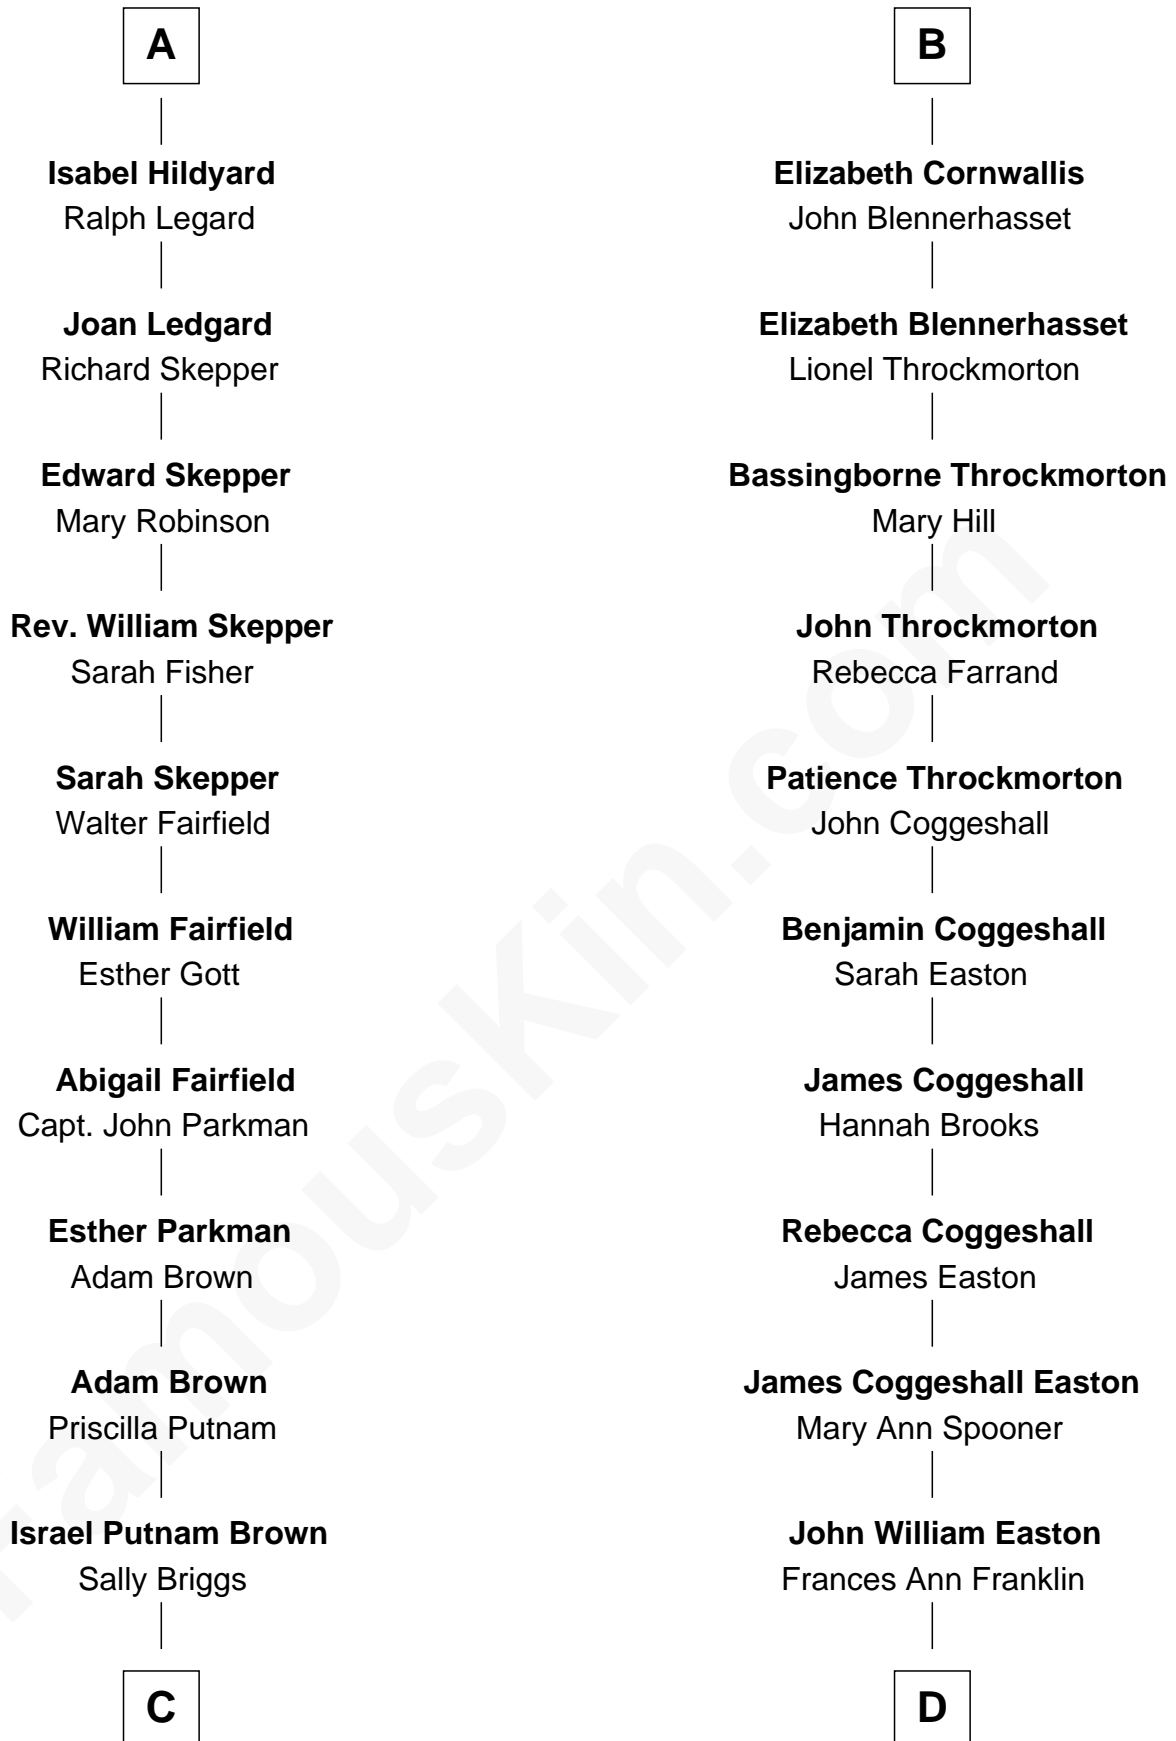 A
Isabel Hildyard
Ralph Legard
Joan Ledgard
Richard Skepper
Edward Skepper
Mary Robinson
Rev. William Skepper
Sarah Fisher
Sarah Skepper
Walter Fairfield
William Fairfield
Esther Gott
Abigail Fairfield
Capt. John Parkman
Esther Parkman
Adam Brown
Adam Brown
Priscilla Putnam
Israel Putnam Brown
Sally Briggs
C
B
Elizabeth Cornwallis
John Blennerhasset
Elizabeth Blennerhasset
Lionel Throckmorton
Bassingborne Throckmorton
Mary Hill
John Throckmorton
Rebecca Farrand
Patience Throckmorton
John Coggeshall
Benjamin Coggeshall
Sarah Easton
James Coggeshall
Hannah Brooks
Rebecca Coggeshall
James Easton
James Coggeshall Easton
Mary Ann Spooner
John William Easton
Frances Ann Franklin
D
FamousKin.com